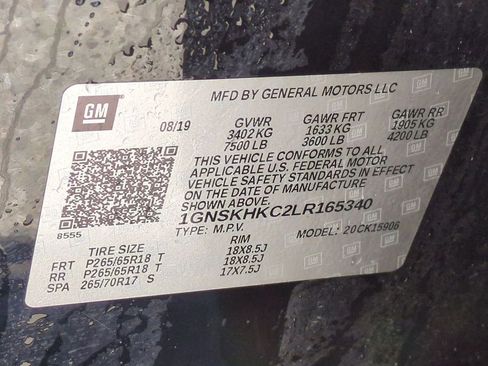 GM
MFD BY GENERAL MOTORS LLC
08/19
GVWR GAWR FRT GAWR RR
3402 KG 1633 KG 1905 KG
7500 LB 3600 LB 4200 LB
THIS VEHICLE CONFORMS TO ALL
APPLICABLE U.S. FEDERAL MOTOR
VEHICLE SAFETY STANDARDS IN EFFECT
ON THE DATE OF MANUFACTURE
SHOWN ABOVE.
1GNSKHKC2LR165340
8555
TYPE: M.P.V. MODEL: 20CK15906
TIRE SIZE RIM
FRT P265/65R18 T 18X8.5J
RR P265/65R18 T 18X8.5J
SPA 265/70R17 S 17X7.5J